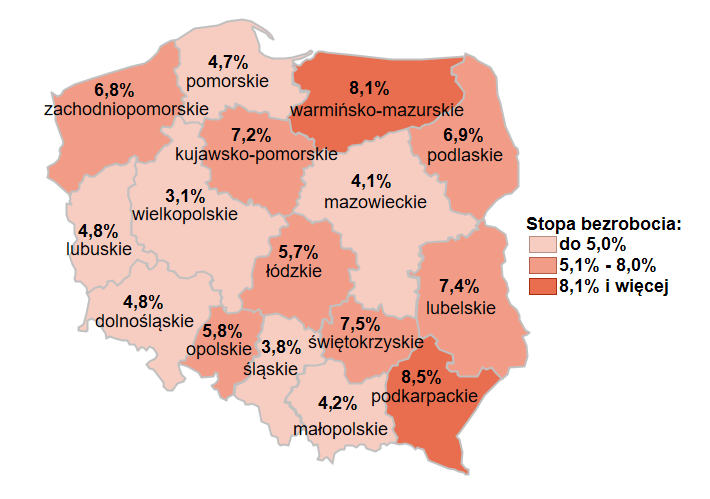 4,7%
pomorskie
6,8%
zachodniopomorskie
8,1%
warmińsko-mazurskie
7,2%
kujawsko-pomorskie
6,9%
podlaskie
3,1%
wielkopolskie
4,1%
mazowieckie
4,8%
lubuskie
5,7%
łódzkie
Stopa bezrobocia:
do 5,0%
5,1% - 8,0%
8,1% i więcej
7,4%
lubelskie
4,8%
dolnośląskie
5,8%
opolskie
3,8%
śląskie
7,5%
świętokrzyskie
8,5%
podkarpackie
4,2%
małopolskie